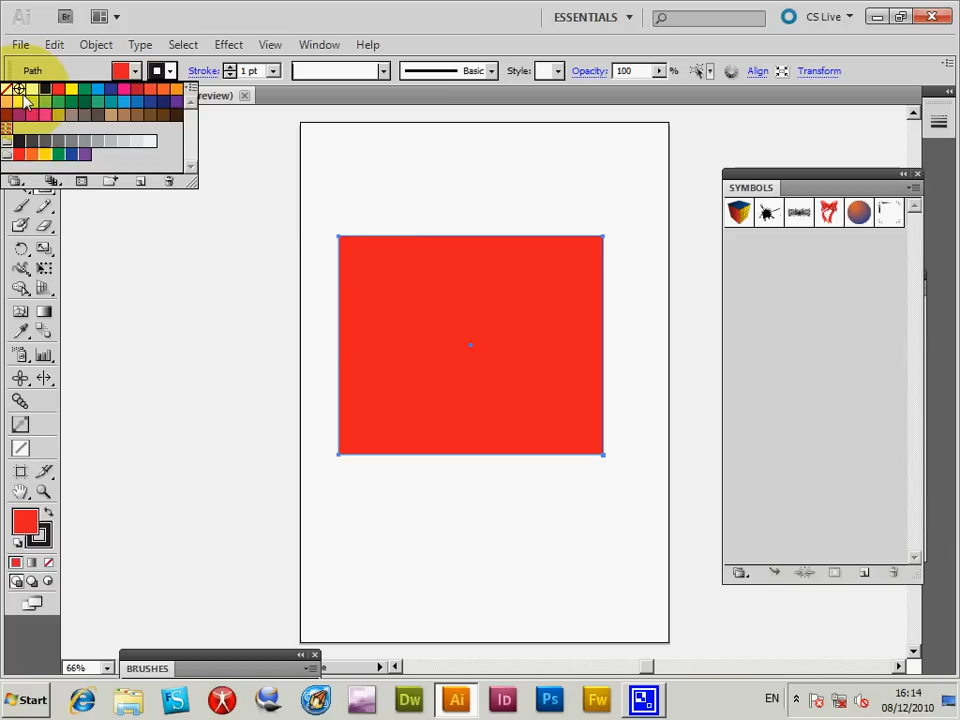 Ai Br ESSENTIALS CS Live
File Edit Object Type Select Effect View Window Help
Path Stroke: 1 pt Basic Style: Opacity: 100 % Align Transform
review)
SYMBOLS
66%
BRUSHES
Start Dw Ai Id Ps Fw EN 16:14
08/12/2010